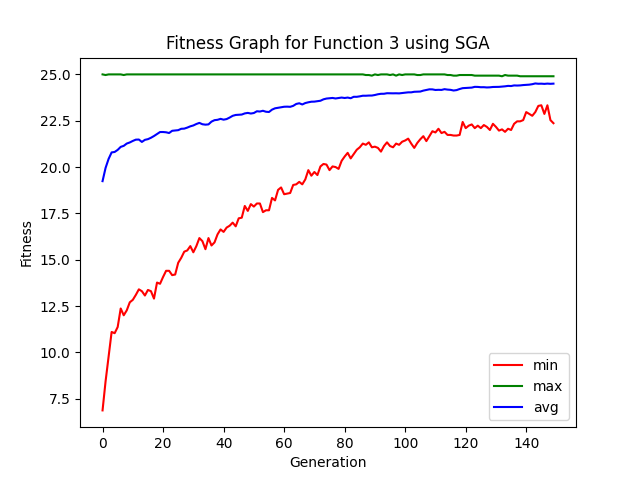 Fitness Graph for Function 3 using SGA
25.0
22.5
20.0
17.5
15.0
12.5
10.0
7.5
Fitness
min
max
avg
0 20 40 60 80 100 120 140
Generation